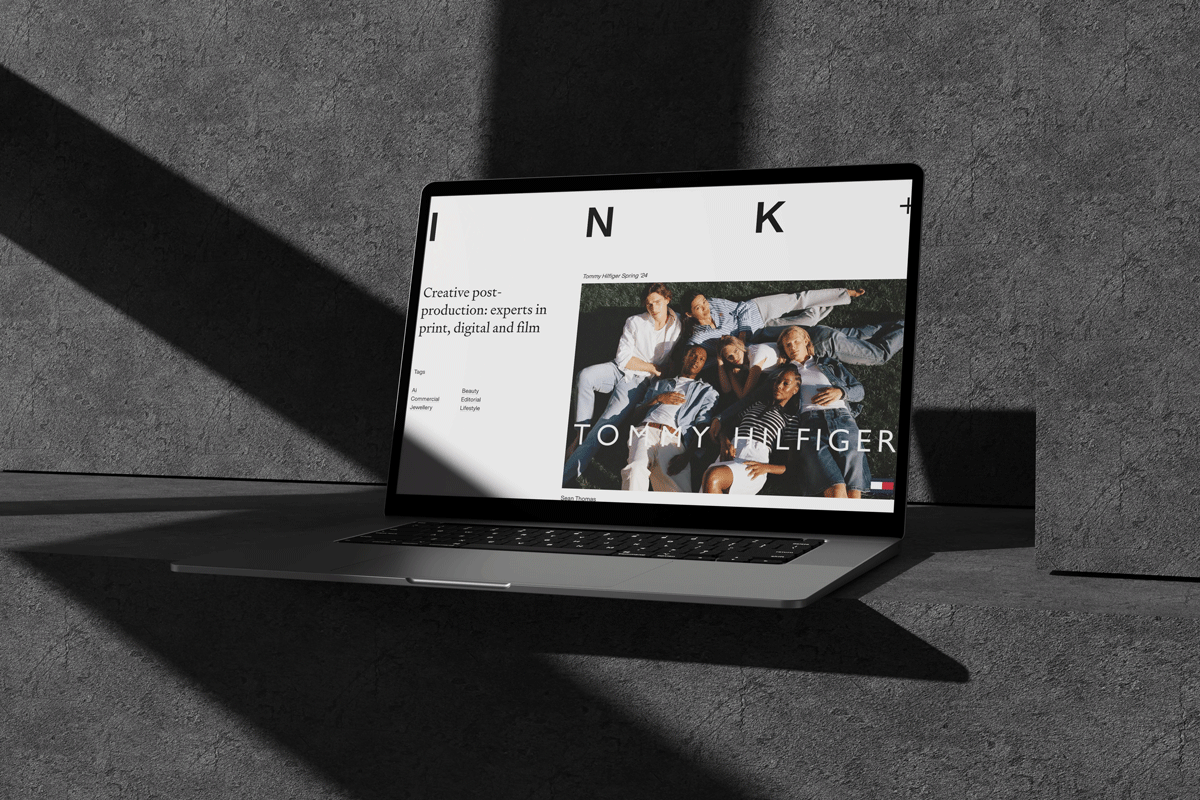 I N K +
Tommy Hilfiger Spring '24
Creative post-
production: experts in
print, digital and film
Tags
AI
Beauty
Commercial
Editorial
Jewellery
Lifestyle
TOMMY HILFIGER
Sean Thomas